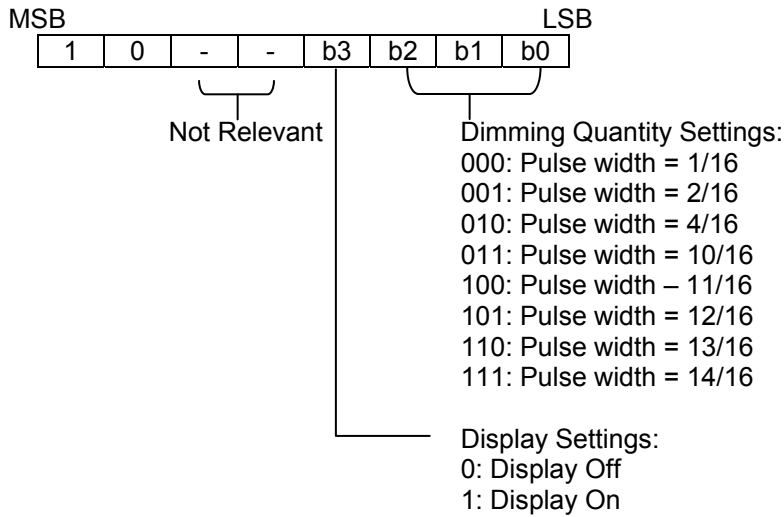 MSB LSB
1 0 - - b3 b2 b1 b0
Not Relevant
Dimming Quantity Settings:
000: Pulse width = 1/16
001: Pulse width = 2/16
010: Pulse width = 4/16
011: Pulse width = 10/16
100: Pulse width – 11/16
101: Pulse width = 12/16
110: Pulse width = 13/16
111: Pulse width = 14/16
Display Settings:
0: Display Off
1: Display On